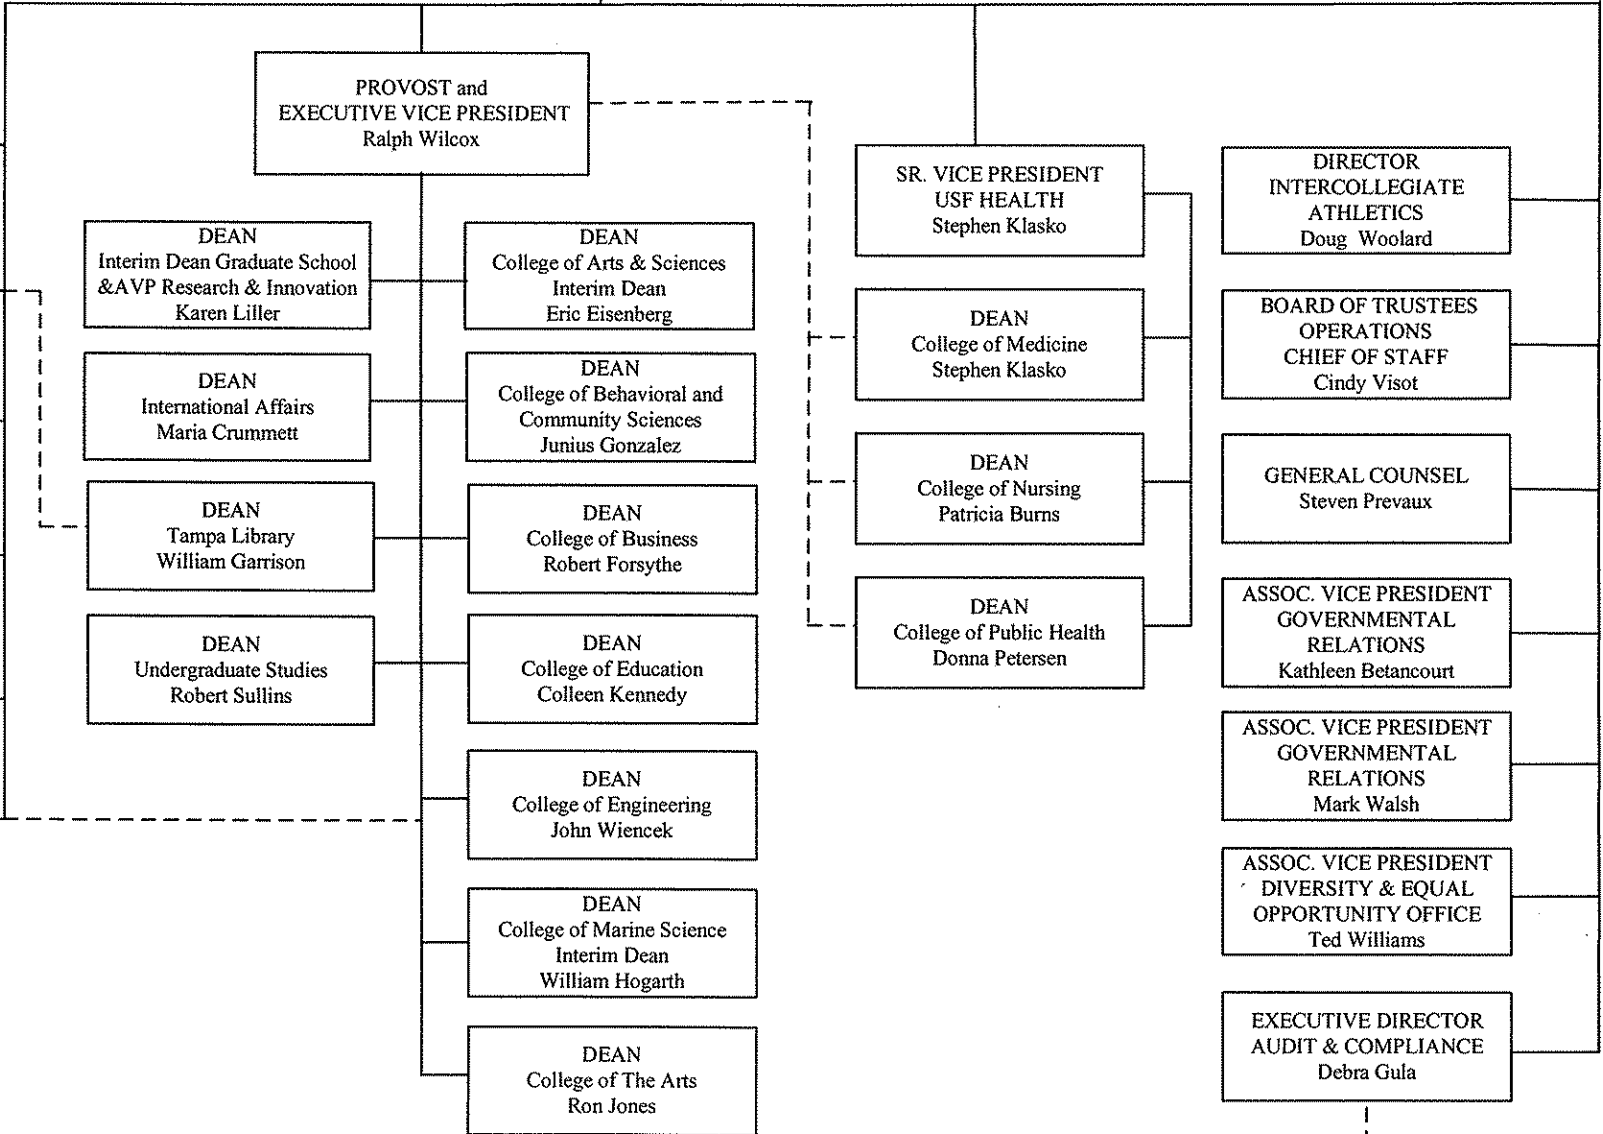 PROVOST and
EXECUTIVE VICE PRESIDENT
Ralph Wilcox
DEAN
Interim Dean Graduate School
&AVP Research & Innovation
Karen Liller
DEAN
International Affairs
Maria Crummett
DEAN
Tampa Library
William Garrison
DEAN
Undergraduate Studies
Robert Sullins
DEAN
College of Arts & Sciences
Interim Dean
Eric Eisenberg
DEAN
College of Behavioral and
Community Sciences
Junius Gonzalez
DEAN
College of Business
Robert Forsythe
DEAN
College of Education
Colleen Kennedy
DEAN
College of Engineering
John Wiencek
DEAN
College of Marine Science
Interim Dean
William Hogarth
DEAN
College of The Arts
Ron Jones
SR. VICE PRESIDENT
USF HEALTH
Stephen Klasko
DEAN
College of Medicine
Stephen Klasko
DEAN
College of Nursing
Patricia Burns
DEAN
College of Public Health
Donna Petersen
DIRECTOR
INTERCOLLEGIATE
ATHLETICS
Doug Woolard
BOARD OF TRUSTEES
OPERATIONS
CHIEF OF STAFF
Cindy Visot
GENERAL COUNSEL
Steven Prevaux
ASSOC. VICE PRESIDENT
GOVERNMENTAL
RELATIONS
Kathleen Betancourt
ASSOC. VICE PRESIDENT
GOVERNMENTAL
RELATIONS
Mark Walsh
ASSOC. VICE PRESIDENT
DIVERSITY & EQUAL
OPPORTUNITY OFFICE
Ted Williams
EXECUTIVE DIRECTOR
AUDIT & COMPLIANCE
Debra Gula